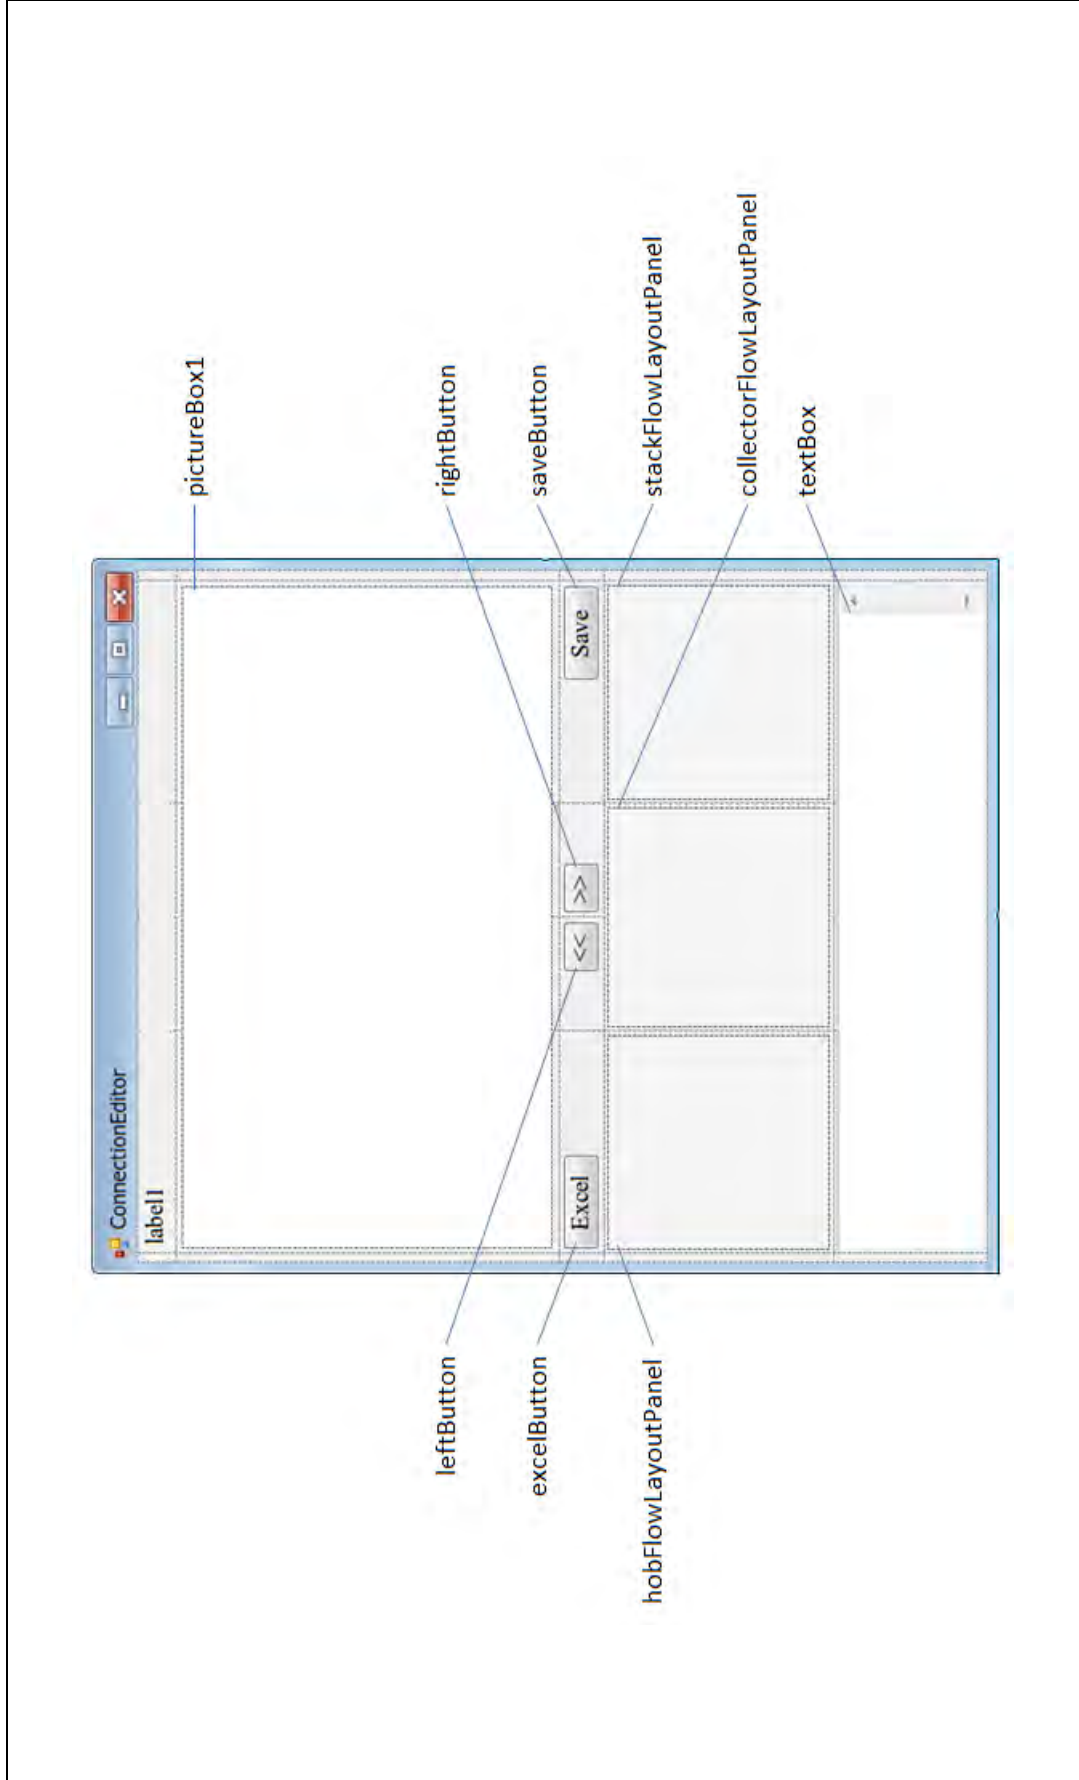 ConnectionEditor
label1
pictureBox1
leftButton
rightButton
excelButton
saveButton
Excel
<<
>>
Save
hobFlowLayoutPanel
stackFlowLayoutPanel
collectorFlowLayoutPanel
textBox